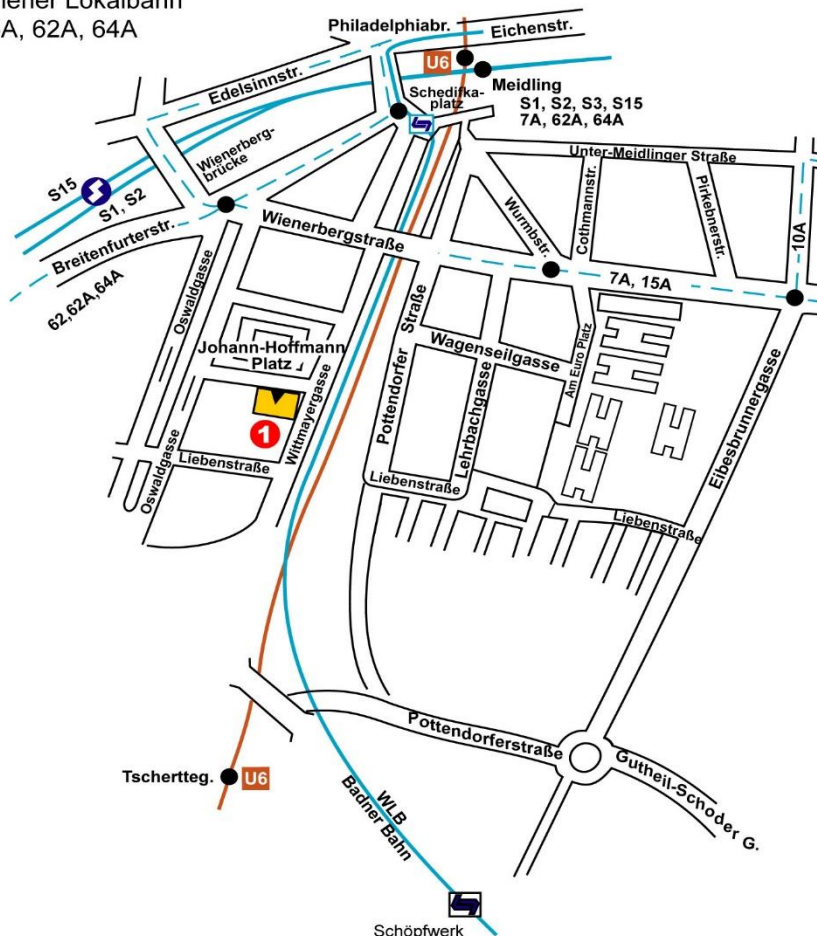 iener Lokalbahn
A, 62A, 64A
Philadelphiabr.
Eichenstr.
U6
Edelsinnstr.
Meidling
Schedifka-
platz
S1, S2, S3, S15
7A, 62A, 64A
Wienerberg-
brücke
Unter-Meidlinger Straße
S15
S1, S2
Breitenfurterstr.
62,62A,64A
Wienerbergstraße
Wurmbstr.
Cothmannstr.
Pirkebnerstr.
10A
7A, 15A
Oswaldgasse
Johann-Hoffmann
Platz
Pottendorfer Straße
Wagenseilgasse
Am Euro Platz
Lehrbachgasse
Wittmayergasse
Eibesbrunnergasse
1
Liebenstraße
Oswaldgasse
Liebenstraße
Liebenstraße
Pottendorferstraße
Gutheil-Schoder G.
Tschertteg.
U6
WLB
Badner Bahn
Schöpfwerk